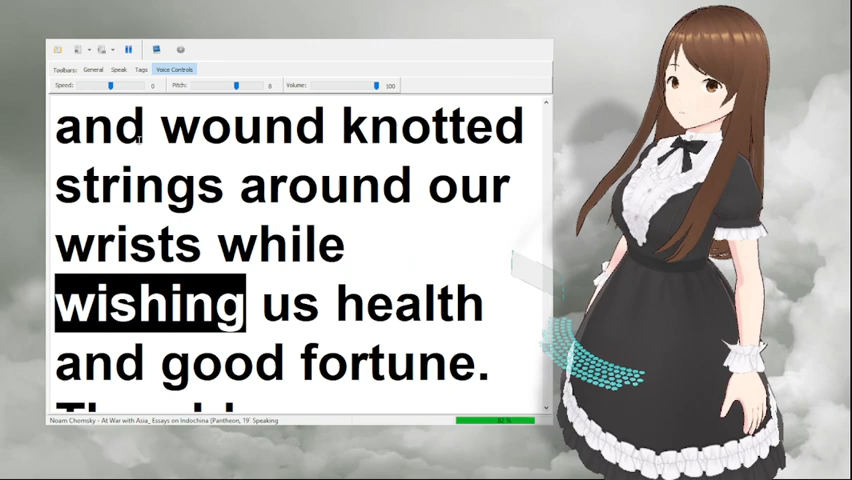 Toolbars: General Speak Tags Voice Controls
Speed: 0 Pitch: 8 Volume: 100
and wound knotted
strings around our
wrists while
wishing us health
and good fortune.
Noam Chomsky - At War with Asia_ Essays on Indochina (Pantheon, 19 Speaking
62 %